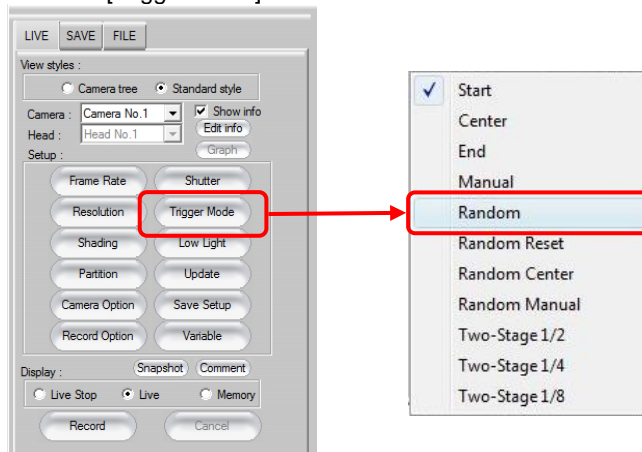 LIVE SAVE FILE
View styles :
Camera tree Standard style
Camera : Camera No.1 Show info
Head : Head No.1 Edit info
Setup : Graph
Frame Rate Shutter
Resolution Trigger Mode
Shading Low Light
Partition Update
Camera Option Save Setup
Record Option Variable
Display : Snapshot Comment
Live Stop Live Memory
Record Cancel
Start
Center
End
Manual
Random
Random Reset
Random Center
Random Manual
Two-Stage 1/2
Two-Stage 1/4
Two-Stage 1/8